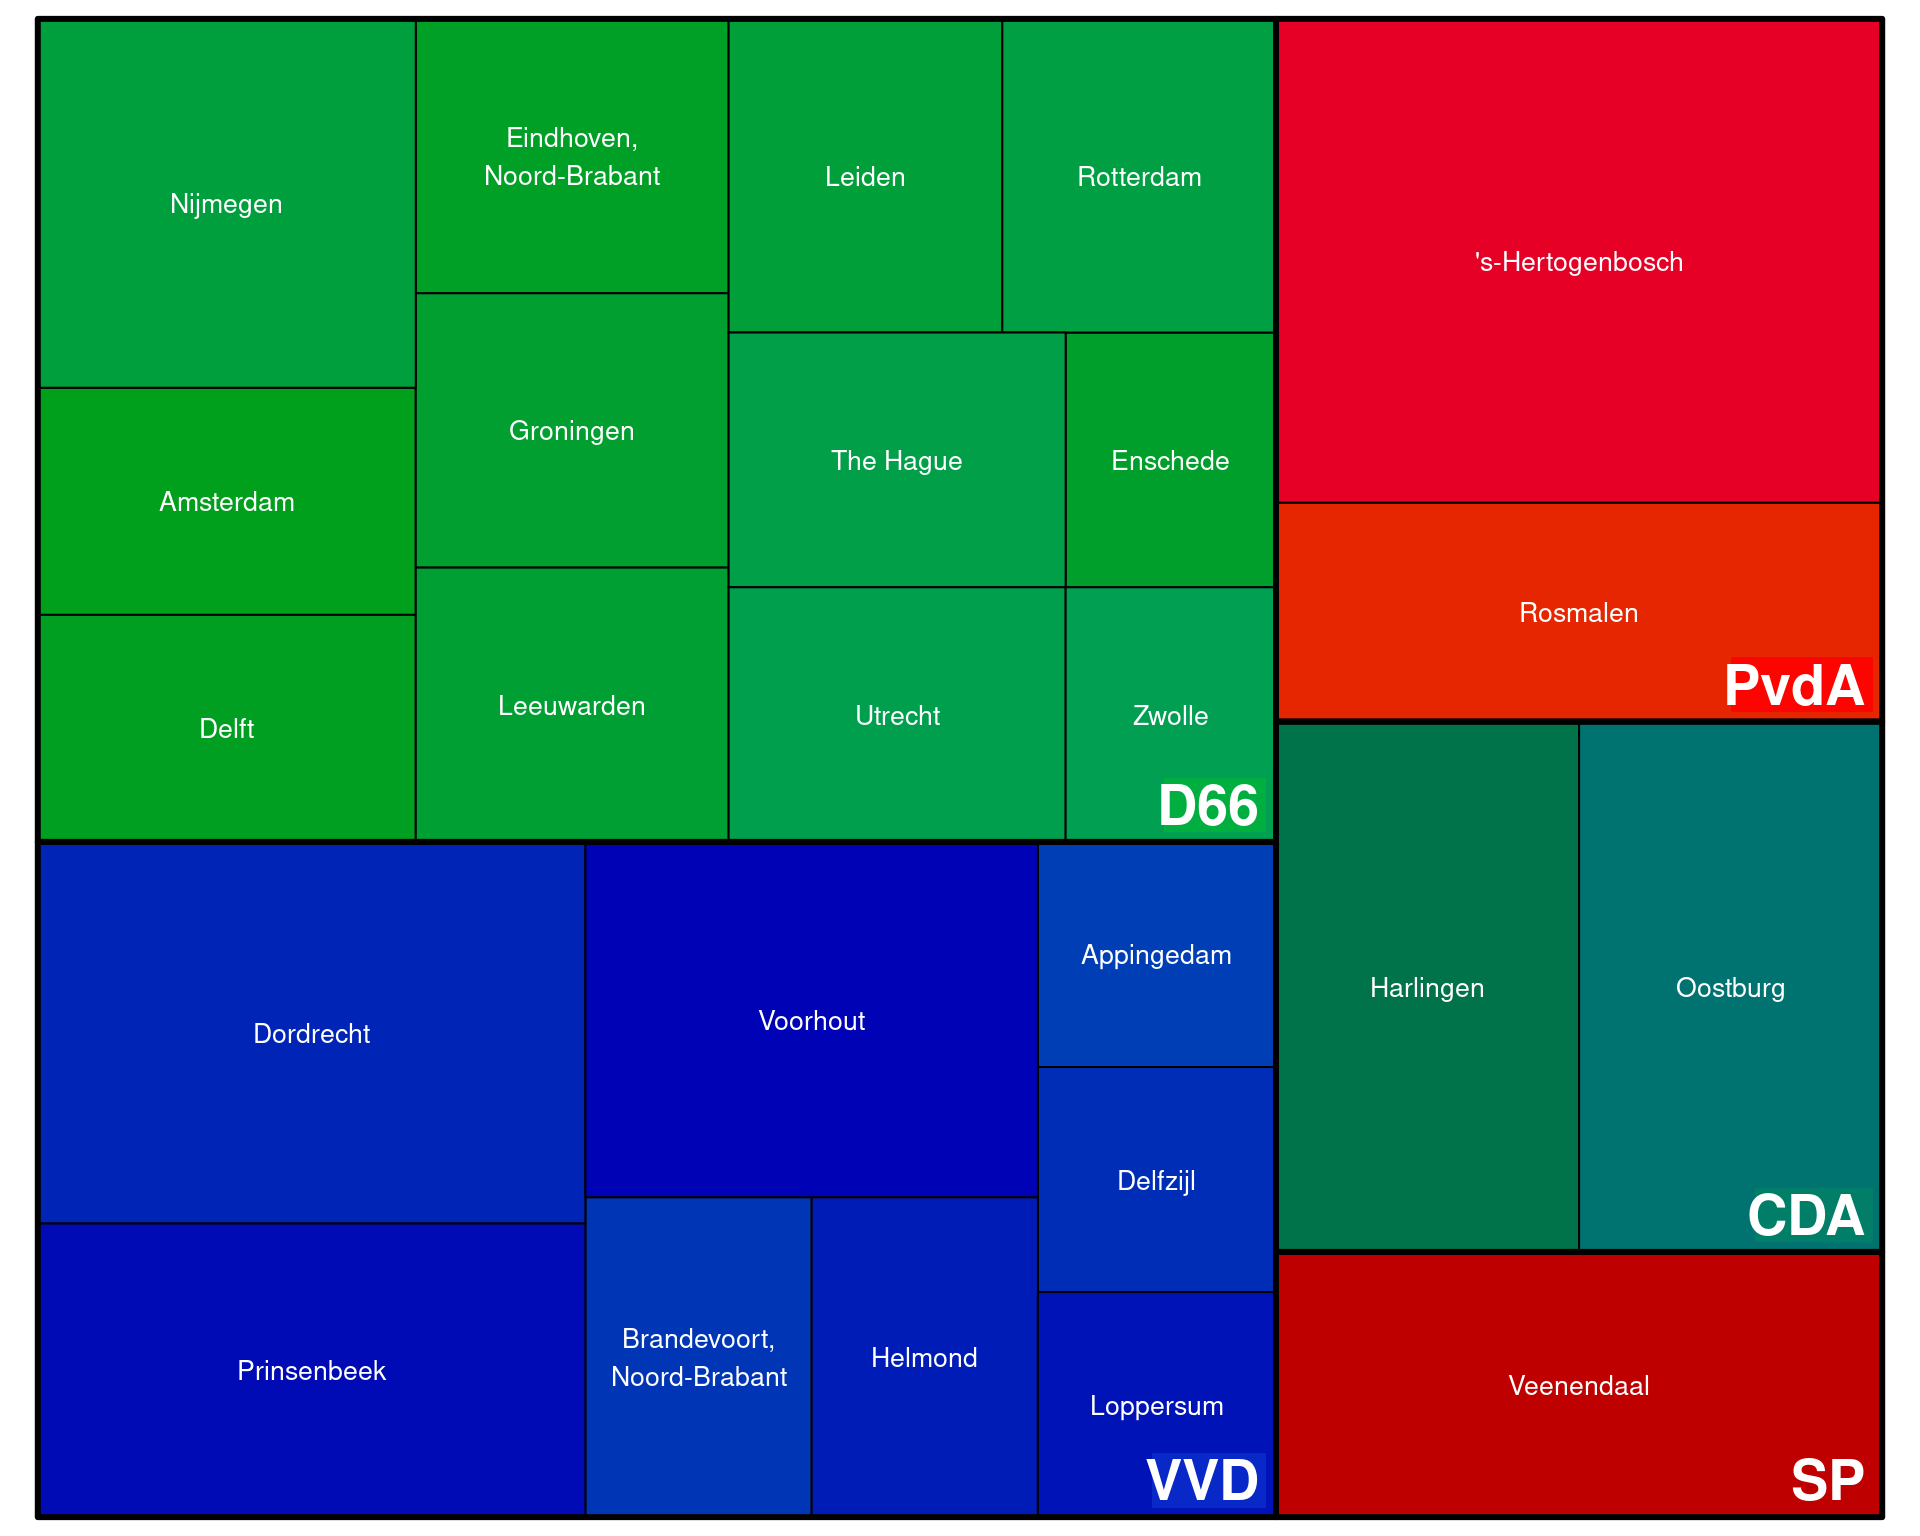 Nijmegen
Amsterdam
Delft
Eindhoven,
Noord-Brabant
Groningen
Leeuwarden
Leiden
Rotterdam
The Hague
Enschede
Utrecht
Zwolle
D66
Dordrecht
Prinsenbeek
Voorhout
Brandevoort,
Noord-Brabant
Helmond
Appingedam
Delfzijl
Loppersum
VVD
's-Hertogenbosch
Rosmalen
PvdA
Harlingen
Oostburg
CDA
Veenendaal
SP